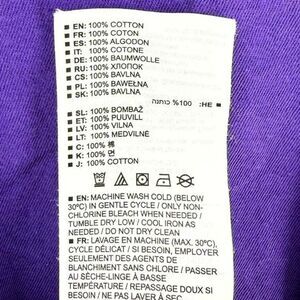 ■ EN: 100% COTTON
■ FR: 100% COTON
■ ES: 100% ALGODON
■ IT: 100% COTONE
■ DE: 100% BAUMWOLLE
■ RU: 100% ХЛОПОК
■ CS: 100% BAVLNA
■ PL: 100% BAWEŁNA
■ SK: 100% BAVLNA
■ HE: 100% כותנה
■ SL: 100% BOMBAŽ
■ ET: 100% PUUVILL
■ LV: 100% VILNA
■ LT: 100% MEDVILNĖ
■ C: 100% 棉
■ K: 100% 면
■ J: 100% COTTON
■ EN: MACHINE WASH COLD (BELOW
30ºC) IN GENTLE CYCLE / ONLY NON-
CHLORINE BLEACH WHEN NEEDED /
TUMBLE DRY LOW / COOL IRON AS
NEEDED / DO NOT DRY CLEAN
■ FR: LAVAGE EN MACHINE (MAX. 30ºC),
CYCLE DÉLICAT / SI BESOIN, EMPLOYER
SEULEMENT DES AGENTS DE
BLANCHIMENT SANS CHLORE / PASSER
AU SÈCHE-LINGE À BASSE
TEMPÉRATURE / REPASSAGE DOUX SI
BESOIN / NE PAS NETTOYER À SEC